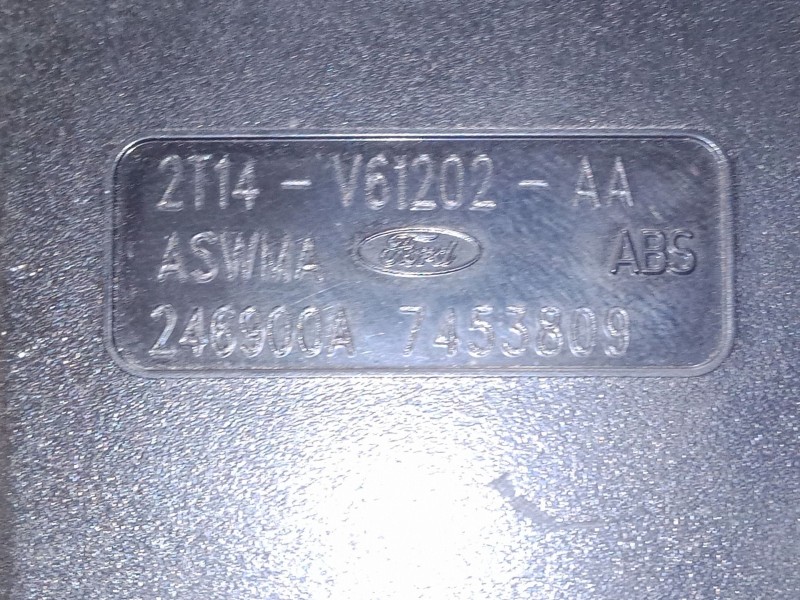 2T14 - V61202 - AA
ASWMA Ford ABS
246900A 7453809